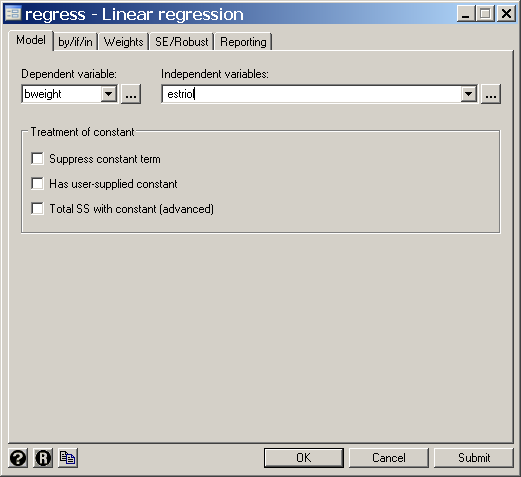 regress - Linear regression
Model by/if/in Weights SE/Robust Reporting
Dependent variable: Independent variables:
bweight ... estriol ...
Treatment of constant
Suppress constant term
Has user-supplied constant
Total SS with constant (advanced)
? R OK Cancel Submit